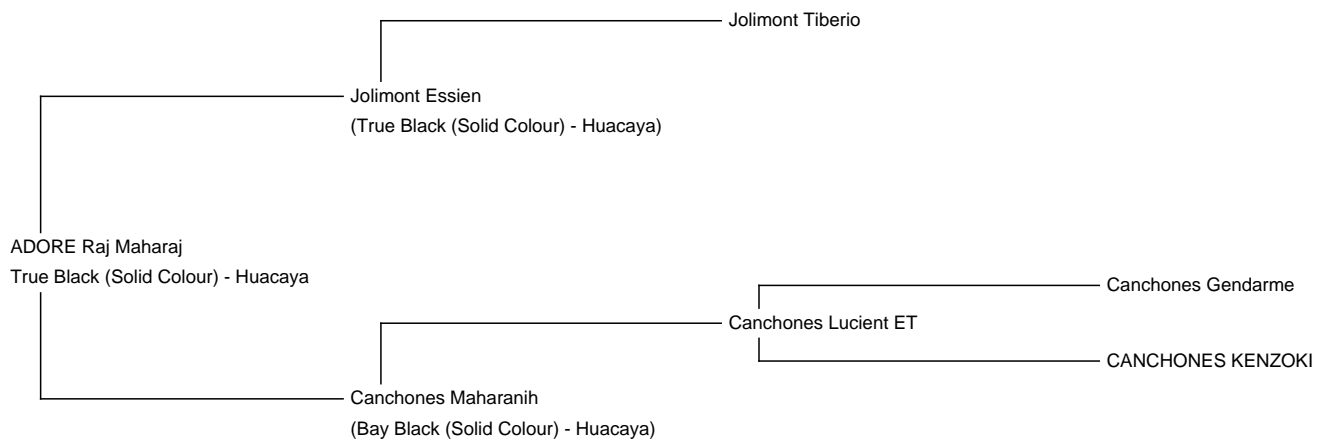 Jolimont Tiberio
Jolimont Essien
(True Black (Solid Colour) - Huacaya)
ADORE Raj Maharaj
True Black (Solid Colour) - Huacaya
Canchones Gendarme
Canchones Lucient ET
CANCHONES KENZOKI
Canchones Maharanih
(Bay Black (Solid Colour) - Huacaya)